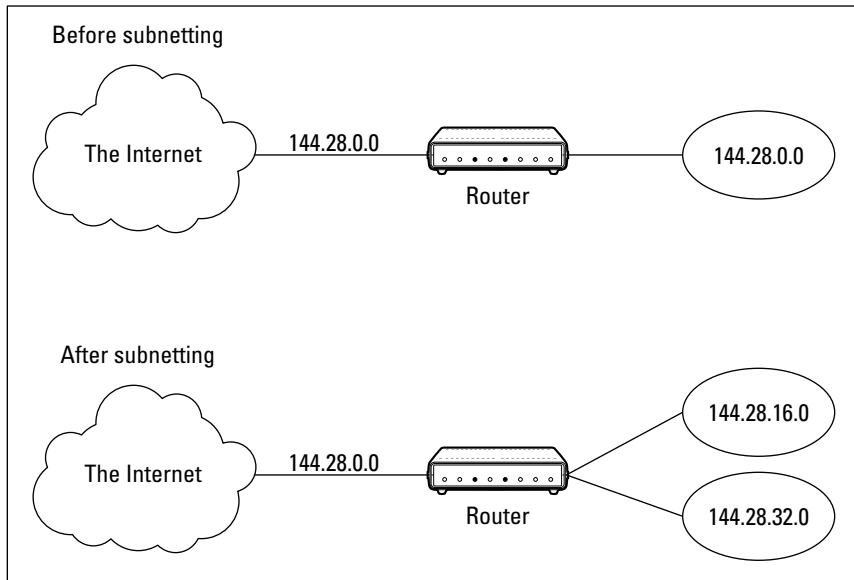 Before subnetting
The Internet
144.28.0.0
Router
144.28.0.0
After subnetting
The Internet
144.28.0.0
Router
144.28.16.0
144.28.32.0